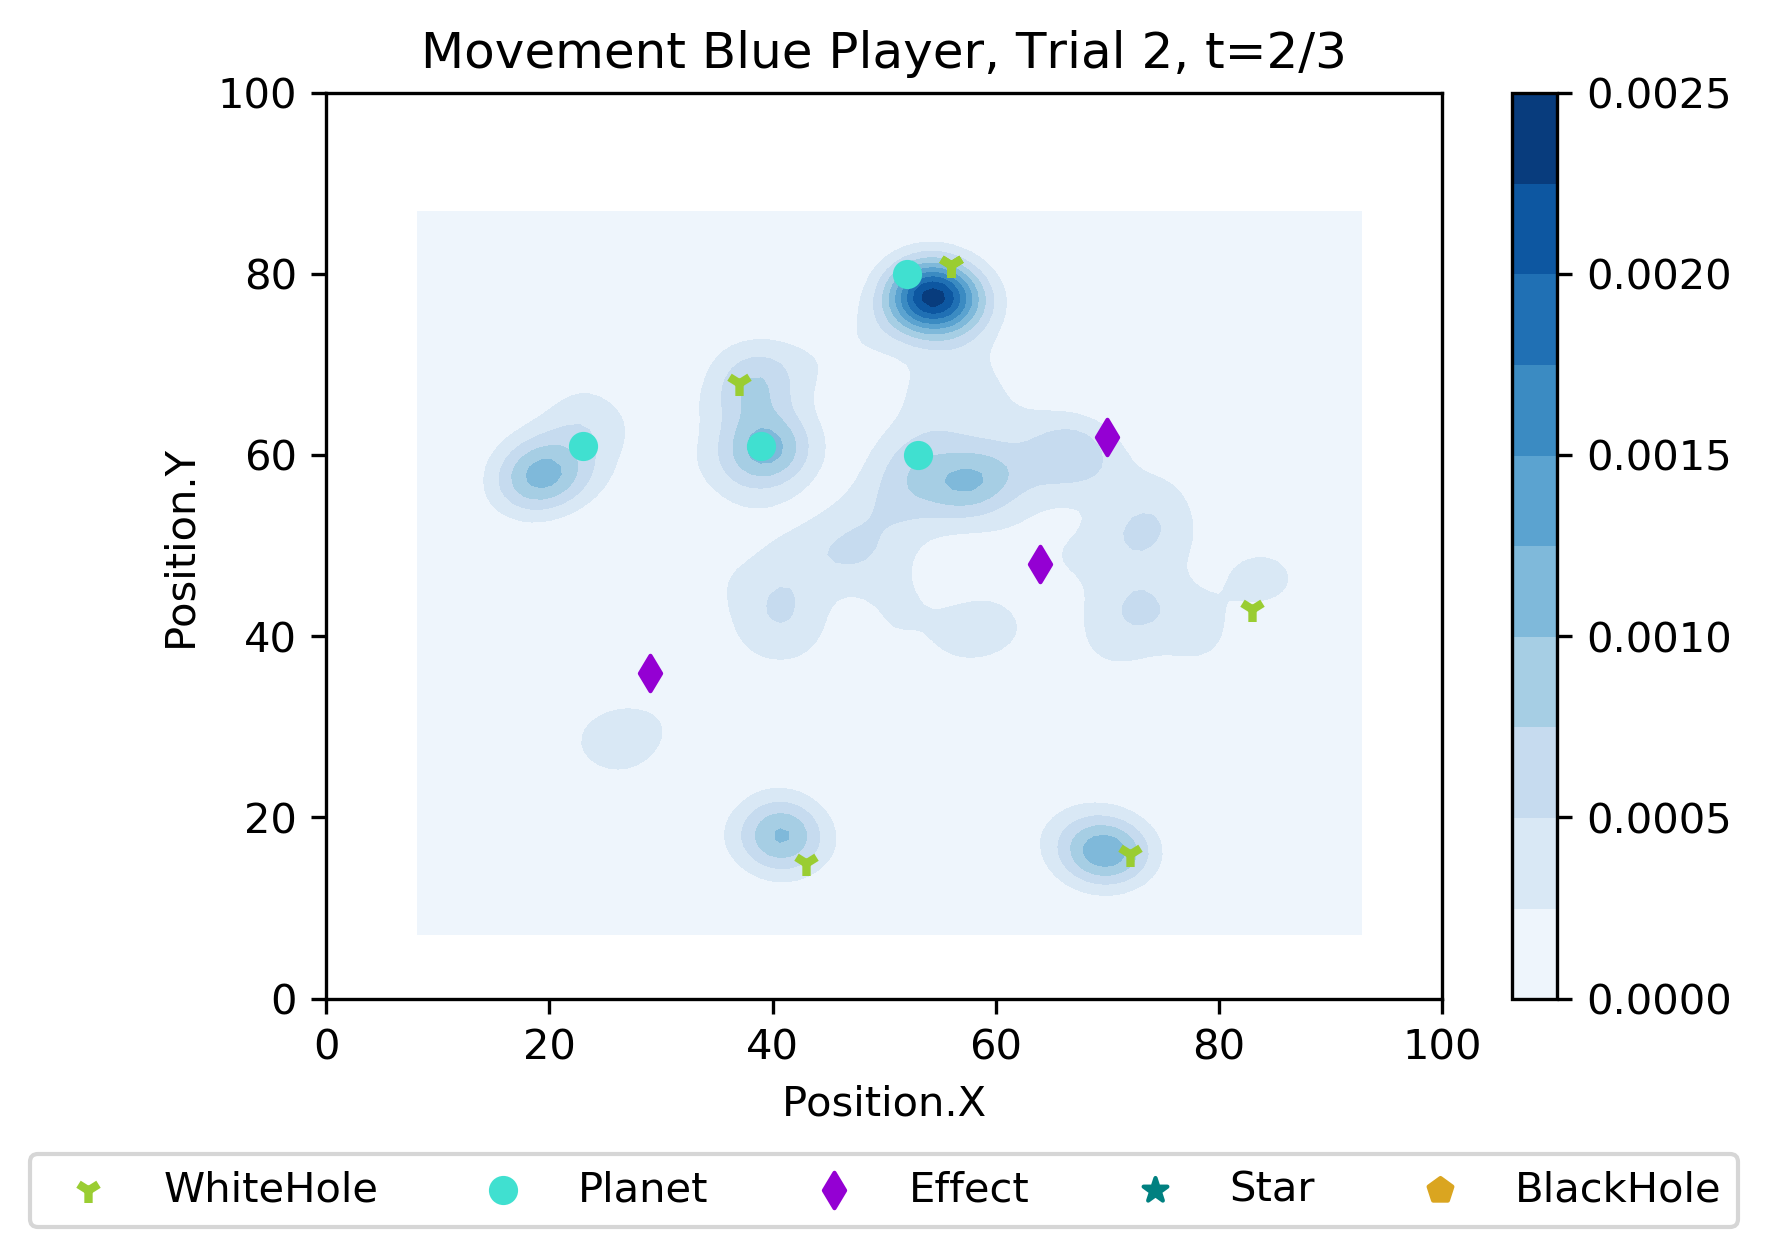 Movement Blue Player, Trial 2, t=2/3
100
80
60
40
20
0
Position.Y
0 20 40 60 80 100
Position.X
0.0025
0.0020
0.0015
0.0010
0.0005
0.0000
WhiteHole Planet Effect Star BlackHole